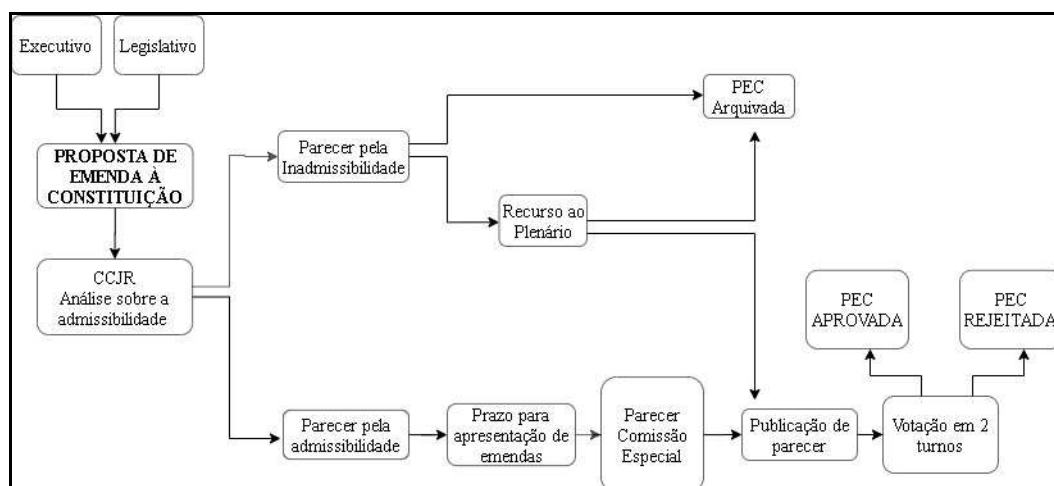 Executivo
Legislativo
PROPOSTA DE
EMENDA À
CONSTITUIÇÃO
CCJR
Análise sobre a
admissibilidade
Parecer pela
Inadmissibilidade
PEC
Arquivada
Recurso ao
Plenário
Parecer pela
admissibilidade
Prazo para
apresentação de
emendas
Parecer
Comissão
Especial
Publicação de
parecer
Votação em 2
turnos
PEC
APROVADA
PEC
REJEITADA